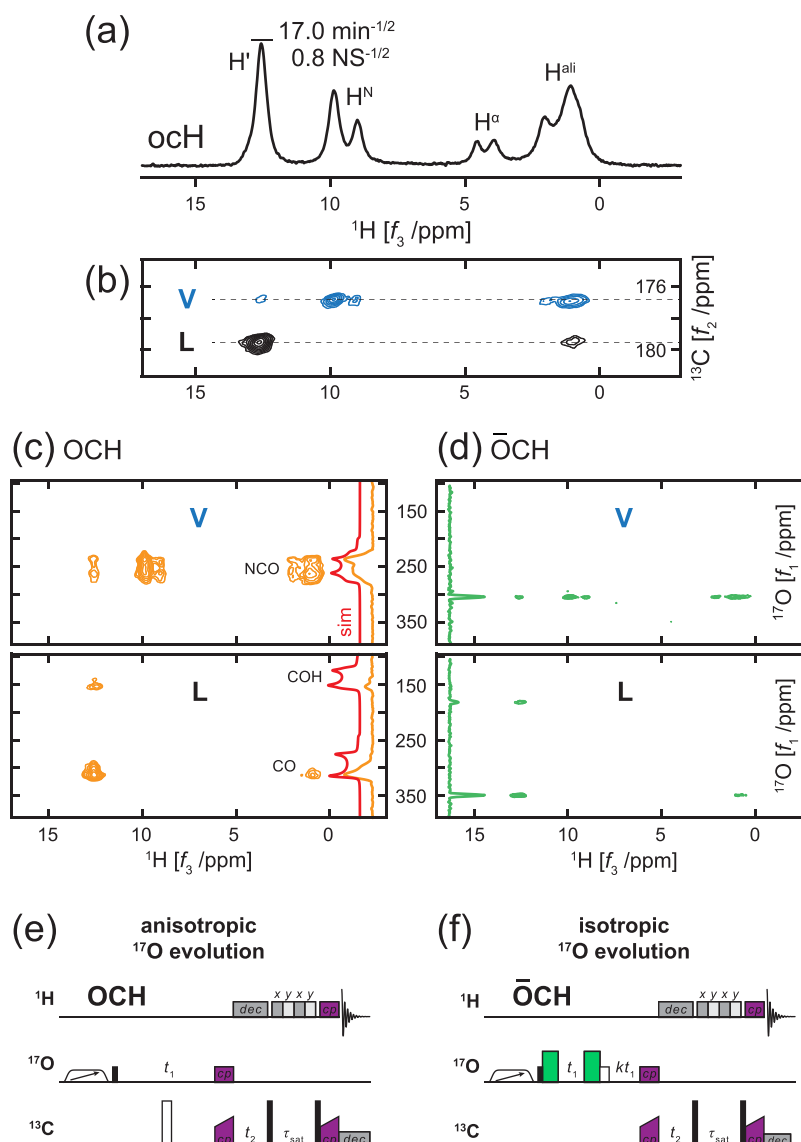 (a)
17.0 min-1/2
0.8 NS-1/2
H'
HN
Hα
Hali
ocH
15 10 5 0
1H [f3 /ppm]
(b)
V
L
176
180
13C [f2 /ppm]
15 10 5 0
(c) OCH
(d) ŌCH
V
NCO
sim
150
250
350
V
17O [f1 /ppm]
L
COH
CO
150
250
350
L
17O [f1 /ppm]
15 10 5 0
1H [f3 /ppm]
15 10 5 0
1H [f3 /ppm]
(e)
anisotropic
17O evolution
(f)
isotropic
17O evolution
1H
OCH
dec x y x y cp
17O
t1
cp
13C
cp t2 τsat cp dec
1H
ŌCH
dec x y x y cp
17O
t1 kt1 cp
13C
cp t2 τsat cp dec